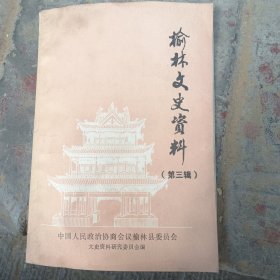 榆林文史资料
（第三辑）
中国人民政治协商会议榆林县委员会
文史资料研究委员会编